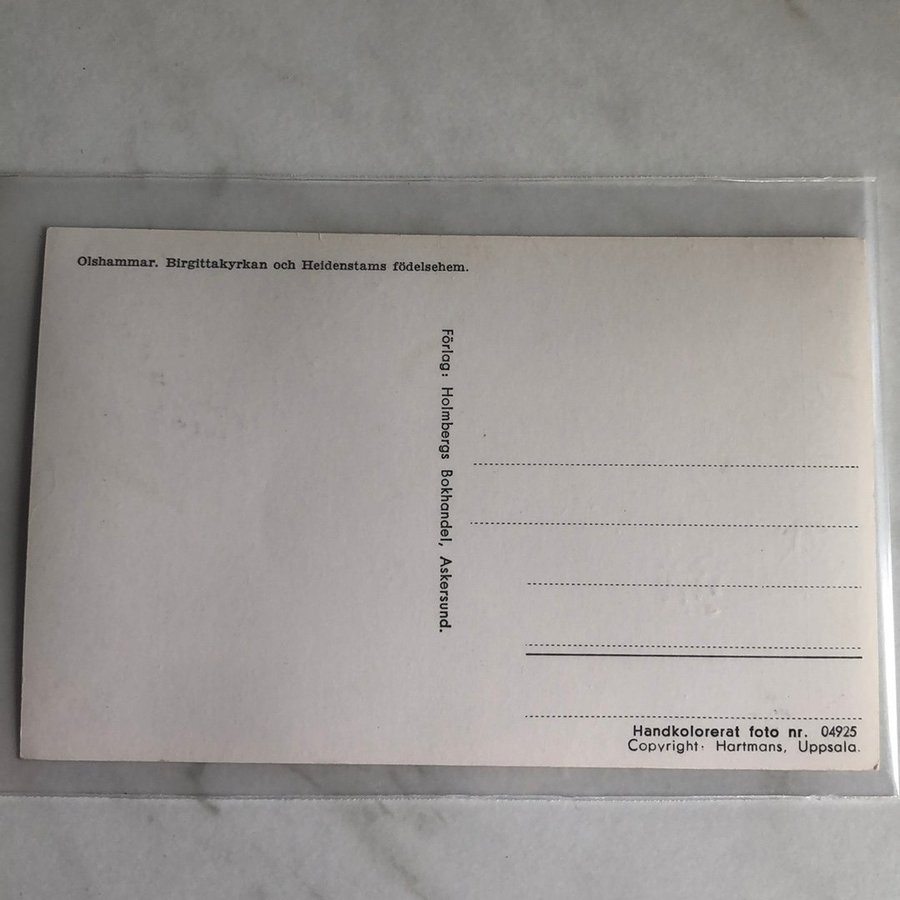 Olshammar. Birgittakyrkan och Heidenstams födelsehem.
Förlag: Holmbergs Bokhandel, Askersund.
Handkolorerat foto nr. 04925
Copyright: Hartmans, Uppsala.